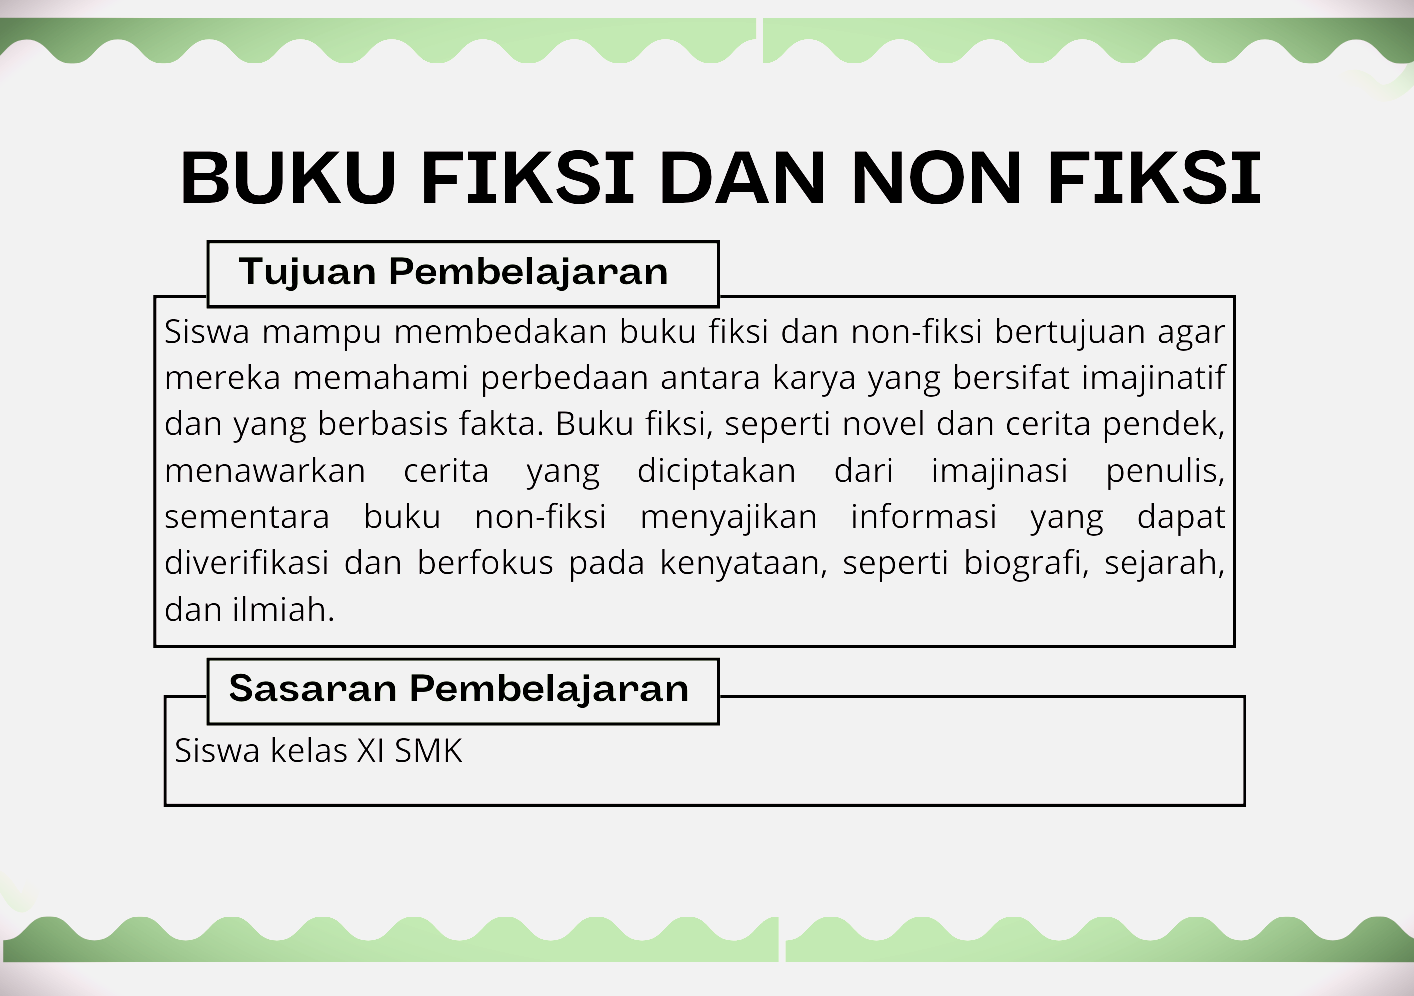 BUKU FIKSI DAN NON FIKSI
Tujuan Pembelajaran
Siswa mampu membedakan buku fiksi dan non-fiksi bertujuan agar
mereka memahami perbedaan antara karya yang bersifat imajinatif
dan yang berbasis fakta. Buku fiksi, seperti novel dan cerita pendek,
menawarkan cerita yang diciptakan dari imajinasi penulis,
sementara buku non-fiksi menyajikan informasi yang dapat
diverifikasi dan berfokus pada kenyataan, seperti biografi, sejarah,
dan ilmiah.
Sasaran Pembelajaran
Siswa kelas XI SMK